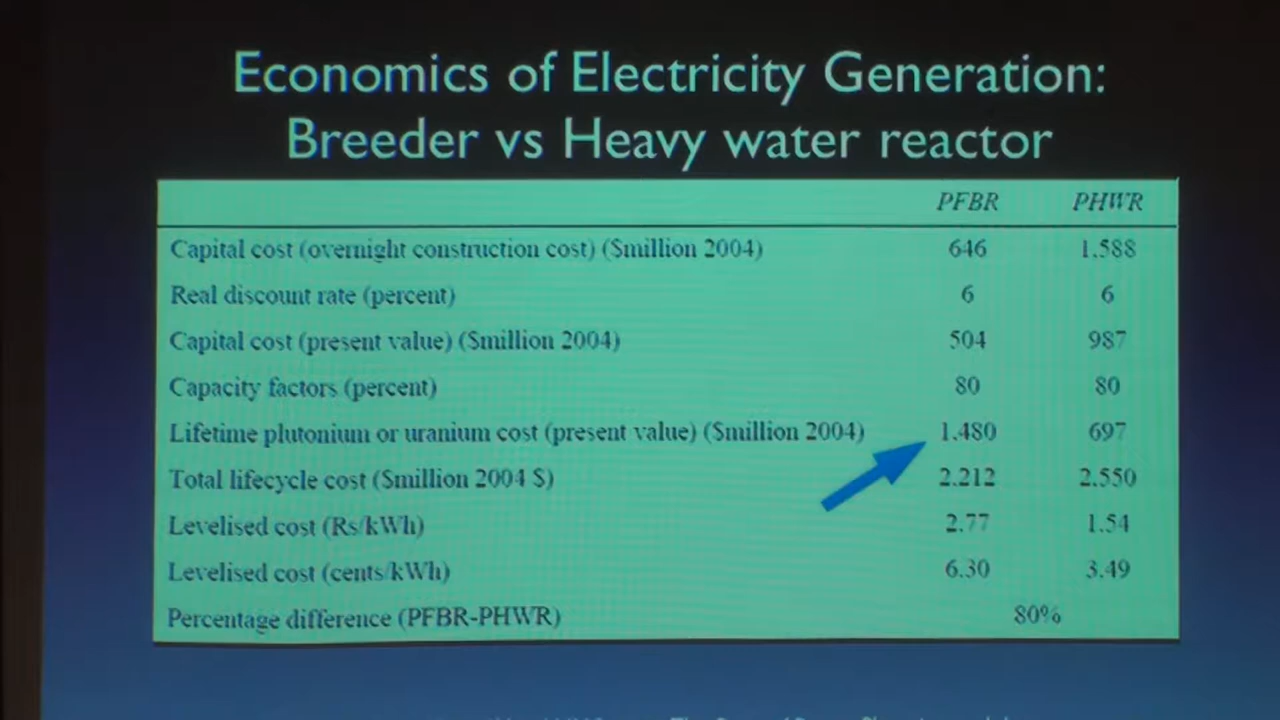 Economics of Electricity Generation:
Breeder vs Heavy water reactor
PFBR PHWR
Capital cost (overnight construction cost) ($million 2004) 646 1,588
Real discount rate (percent) 6 6
Capital cost (present value) ($million 2004) 504 987
Capacity factors (percent) 80 80
Lifetime plutonium or uranium cost (present value) ($million 2004) 1,480 697
Total lifecycle cost ($million 2004 $) 2,212 2,550
Levelised cost (Rs/kWh) 2.77 1.54
Levelised cost (cents/kWh) 6.30 3.49
Percentage difference (PFBR-PHWR) 80%